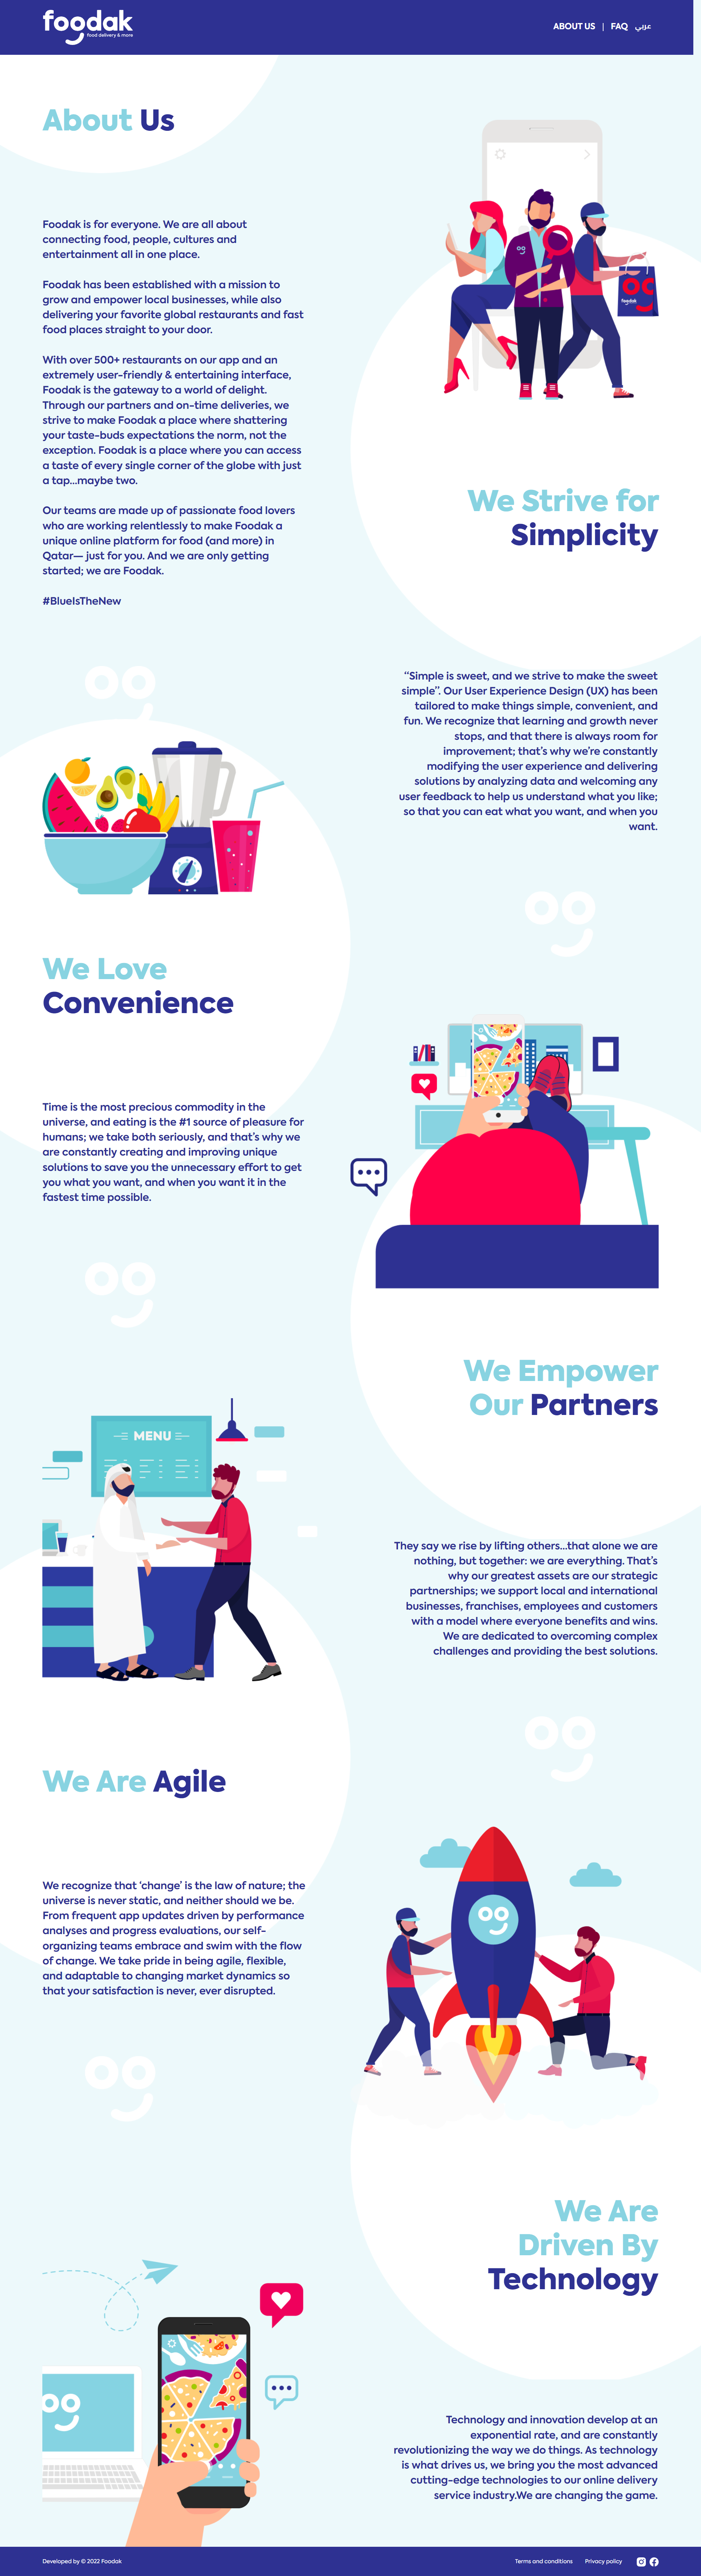 foodak
food delivery & more
ABOUT US | FAQ عربي
About Us
Foodak is for everyone. We are all about
connecting food, people, cultures and
entertainment all in one place.
Foodak has been established with a mission to
grow and empower local businesses, while also
delivering your favorite global restaurants and fast
food places straight to your door.
With over 500+ restaurants on our app and an
extremely user-friendly & entertaining interface,
Foodak is the gateway to a world of delight.
Through our partners and on-time deliveries, we
strive to make Foodak a place where shattering
your taste-buds expectations the norm, not the
exception. Foodak is a place where you can access
a taste of every single corner of the globe with just
a tap...maybe two.
Our teams are made up of passionate food lovers
who are working relentlessly to make Foodak a
unique online platform for food (and more) in
Qatar— just for you. And we are only getting
started; we are Foodak.
#BlueIsTheNew
foodak
We Strive for
Simplicity
“Simple is sweet, and we strive to make the sweet
simple”. Our User Experience Design (UX) has been
tailored to make things simple, convenient, and
fun. We recognize that learning and growth never
stops, and that there is always room for
improvement; that’s why we’re constantly
modifying the user experience and delivering
solutions by analyzing data and welcoming any
user feedback to help us understand what you like;
so that you can eat what you want, and when you
want.
We Love
Convenience
Time is the most precious commodity in the
universe, and eating is the #1 source of pleasure for
humans; we take both seriously, and that’s why we
are constantly creating and improving unique
solutions to save you the unnecessary effort to get
you what you want, and when you want it in the
fastest time possible.
We Empower
Our Partners
MENU
They say we rise by lifting others...that alone we are
nothing, but together: we are everything. That’s
why our greatest assets are our strategic
partnerships; we support local and international
businesses, franchises, employees and customers
with a model where everyone benefits and wins.
We are dedicated to overcoming complex
challenges and providing the best solutions.
We Are Agile
We recognize that ‘change’ is the law of nature; the
universe is never static, and neither should we be.
From frequent app updates driven by performance
analyses and progress evaluations, our self-
organizing teams embrace and swim with the flow
of change. We take pride in being agile, flexible,
and adaptable to changing market dynamics so
that your satisfaction is never, ever disrupted.
We Are
Driven By
Technology
Technology and innovation develop at an
exponential rate, and are constantly
revolutionizing the way we do things. As technology
is what drives us, we bring you the most advanced
cutting-edge technologies to our online delivery
service industry.We are changing the game.
Developed by © 2022 Foodak
Terms and conditions Privacy policy